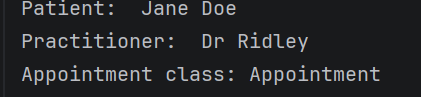 Patient:  Jane Doe
Practitioner:  Dr Ridley
Appointment class: Appointment